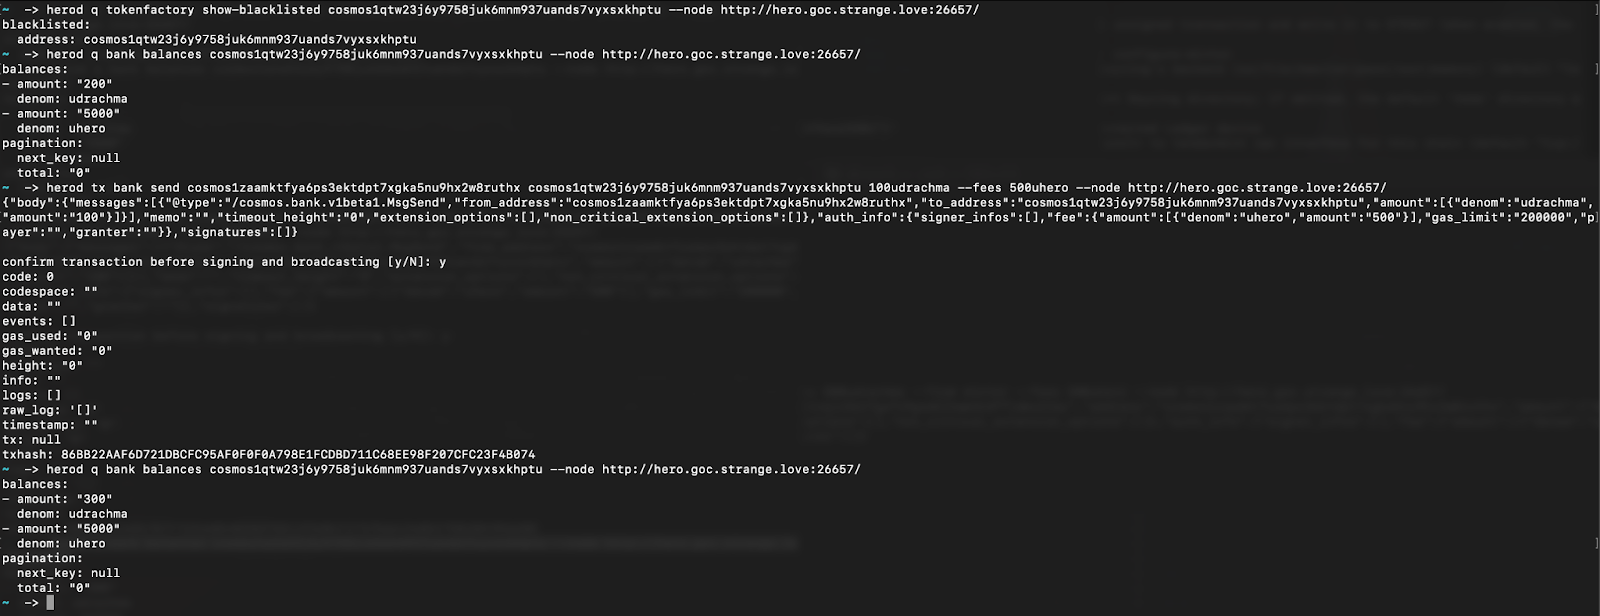 ~  -> herod q tokenfactory show-blacklisted cosmos1qtw23j6y9758juk6mnm937uands7vyxsxkhptu --node http://hero.goc.strange.love:26657/
blacklisted:
  address: cosmos1qtw23j6y9758juk6mnm937uands7vyxsxkhptu
~  -> herod q bank balances cosmos1qtw23j6y9758juk6mnm937uands7vyxsxkhptu --node http://hero.goc.strange.love:26657/
balances:
- amount: "200"
  denom: udrachma
- amount: "5000"
  denom: uhero
pagination:
  next_key: null
  total: "0"
~  -> herod tx bank send cosmos1zaamktfya6ps3ektdpt7xgka5nu9hx2w8ruthx cosmos1qtw23j6y9758juk6mnm937uands7vyxsxkhptu 100udrachma --fees 500uhero --node http://hero.goc.strange.love:26657/
{"body":{"messages":[{"@type":"/cosmos.bank.v1beta1.MsgSend","from_address":"cosmos1zaamktfya6ps3ektdpt7xgka5nu9hx2w8ruthx","to_address":"cosmos1qtw23j6y9758juk6mnm937uands7vyxsxkhptu","amount":[{"denom":"udrachma",
"amount":"100"}]}],"memo":"","timeout_height":"0","extension_options":[],"non_critical_extension_options":[]},"auth_info":{"signer_infos":[],"fee":{"amount":[{"denom":"uhero","amount":"500"}],"gas_limit":"200000","p
ayer":"","granter":""}},"signatures":[]}
confirm transaction before signing and broadcasting [y/N]: y
code: 0
codespace: ""
data: ""
events: []
gas_used: "0"
gas_wanted: "0"
height: "0"
info: ""
logs: []
raw_log: '[]'
timestamp: ""
tx: null
txhash: 86BB22AAF6D721DBCFC95AF0F0F0A798E1FCDBD711C68EE98F207CFC23F4B074
~  -> herod q bank balances cosmos1qtw23j6y9758juk6mnm937uands7vyxsxkhptu --node http://hero.goc.strange.love:26657/
balances:
- amount: "300"
  denom: udrachma
- amount: "5000"
  denom: uhero
pagination:
  next_key: null
  total: "0"
~  ->